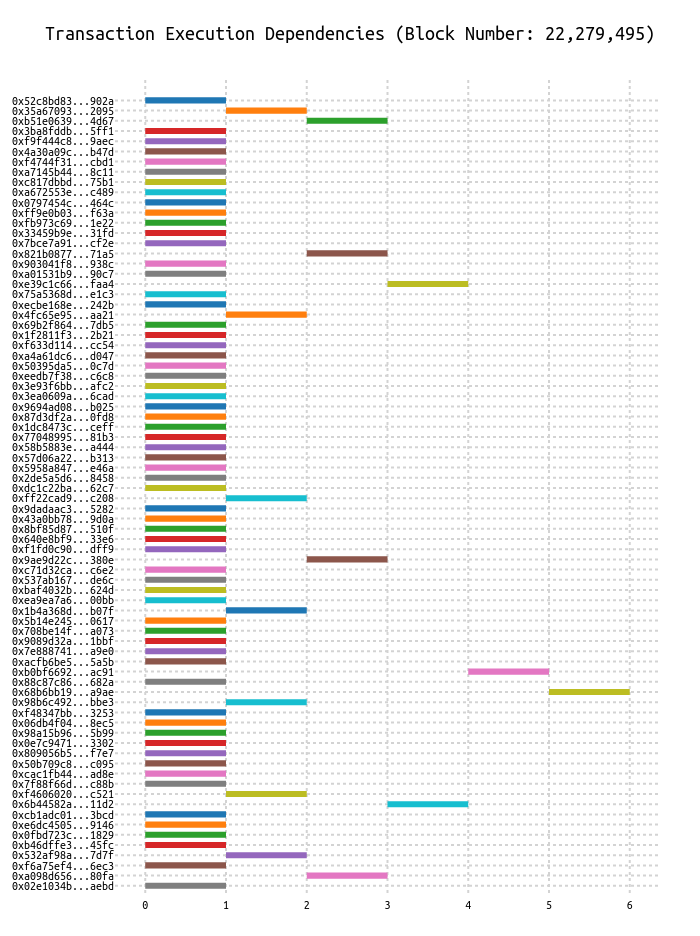 Transaction Execution Dependencies (Block Number: 22,279,495)
0x52c8bd83...902a
0x35a67093...2095
0xb51e0639...4d67
0x3ba8fddb...5ff1
0xf9f444c8...9aec
0x4a30a09c...b47d
0xf4744f31...cbd1
0xa7145b44...8c11
0xc817dbbd...75b1
0xa672553e...c489
0x0797454c...464c
0xff9e0b03...f63a
0xfb973c69...1e22
0x33459b9e...31fd
0x7bce7a91...cf2e
0x821b0877...71a5
0x903041f8...938c
0xa01531b9...90c7
0xe39c1c66...faa4
0x75a5368d...e1c3
0xecbe168e...242b
0x4fc65e95...aa21
0x69b2f864...7db5
0x1f2811f3...2b21
0xf633d114...cc54
0xa4a61dc6...d047
0x50395da5...0c7d
0xeedb7f38...c6c8
0x3e93f6bb...afc2
0x3ea0609a...6cad
0x9694ad08...b025
0x87d3df2a...0fd8
0x1dc8473c...ceff
0x77048995...81b3
0x58b5883e...a444
0x57d06a22...b313
0x5958a847...e46a
0x2de5a5d6...8458
0xdc1c22ba...62c7
0xff22cad9...c208
0x9dadaac3...5282
0x43a0bb78...9d0a
0x8bf85d87...510f
0x640e8bf9...33e6
0xf1fd0c90...dff9
0x9ae9d22c...380e
0xc71d32ca...c6e2
0x537ab167...de6c
0xbaf4032b...624d
0xea9ea7a6...00bb
0x1b4a368d...b07f
0x5b14e245...0617
0x708be14f...a073
0x9089d32a...1bbf
0x7e888741...a9e0
0xacfb6be5...5a5b
0xb0bf6692...ac91
0x88c87c86...682a
0x68b6bb19...a9ae
0x98b6c492...bbe3
0xf48347bb...3253
0x06db4f04...8ec5
0x98a15b96...5b99
0x0e7c9471...3302
0x809056b5...f7e7
0x50b709c8...c095
0xcac1fb44...ad8e
0x7f88f66d...c88b
0xf4606020...c521
0x6b44582a...11d2
0xcb1adc01...3bcd
0xe6dc4505...9146
0x0fbd723c...1829
0xb46dffe3...45fc
0x532af98a...7d7f
0xf6a75ef4...6ec3
0xa098d656...80fa
0x02e1034b...aebd
0 1 2 3 4 5 6